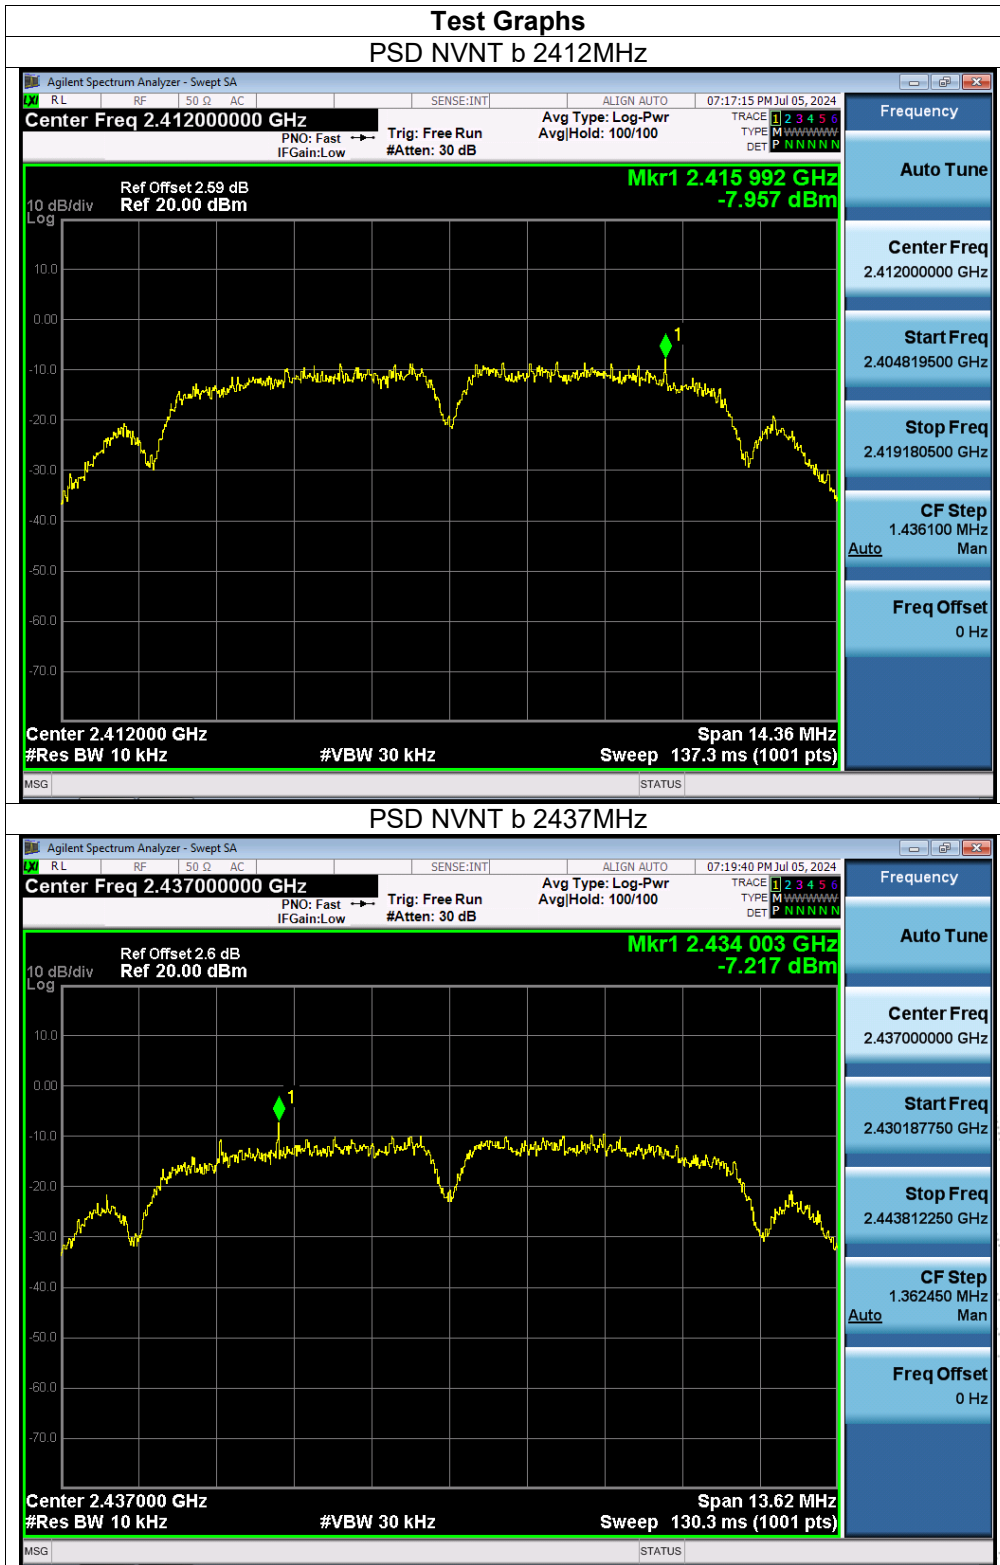 Test Graphs
PSD NVNT b 2412MHz
Agilent Spectrum Analyzer - Swept SA
LXI RL RF 50 Ω AC SENSE:INT ALIGN AUTO 07:17:15 PM Jul 05, 2024
Center Freq 2.412000000 GHz
PNO: Fast
IFGain:Low
Trig: Free Run
#Atten: 30 dB
Avg Type: Log-Pwr
Avg|Hold: 100/100
TRACE 1 2 3 4 5 6
TYPE M W W W W W
DET P N N N N N
Ref Offset 2.59 dB
10 dB/div Ref 20.00 dBm
Log
Mkr1 2.415 992 GHz
-7.957 dBm
1
10.0
0.00
-10.0
-20.0
-30.0
-40.0
-50.0
-60.0
-70.0
Center 2.412000 GHz Span 14.36 MHz
#Res BW 10 kHz #VBW 30 kHz Sweep 137.3 ms (1001 pts)
MSG STATUS
Frequency
Auto Tune
Center Freq
2.412000000 GHz
Start Freq
2.404819500 GHz
Stop Freq
2.419180500 GHz
CF Step
1.436100 MHz
Auto Man
Freq Offset
0 Hz
PSD NVNT b 2437MHz
Agilent Spectrum Analyzer - Swept SA
LXI RL RF 50 Ω AC SENSE:INT ALIGN AUTO 07:19:40 PM Jul 05, 2024
Center Freq 2.437000000 GHz
PNO: Fast
IFGain:Low
Trig: Free Run
#Atten: 30 dB
Avg Type: Log-Pwr
Avg|Hold: 100/100
TRACE 1 2 3 4 5 6
TYPE M W W W W W
DET P N N N N N
Ref Offset 2.6 dB
10 dB/div Ref 20.00 dBm
Log
Mkr1 2.434 003 GHz
-7.217 dBm
1
10.0
0.00
-10.0
-20.0
-30.0
-40.0
-50.0
-60.0
-70.0
Center 2.437000 GHz Span 13.62 MHz
#Res BW 10 kHz #VBW 30 kHz Sweep 130.3 ms (1001 pts)
MSG STATUS
Frequency
Auto Tune
Center Freq
2.437000000 GHz
Start Freq
2.430187750 GHz
Stop Freq
2.443812250 GHz
CF Step
1.362450 MHz
Auto Man
Freq Offset
0 Hz